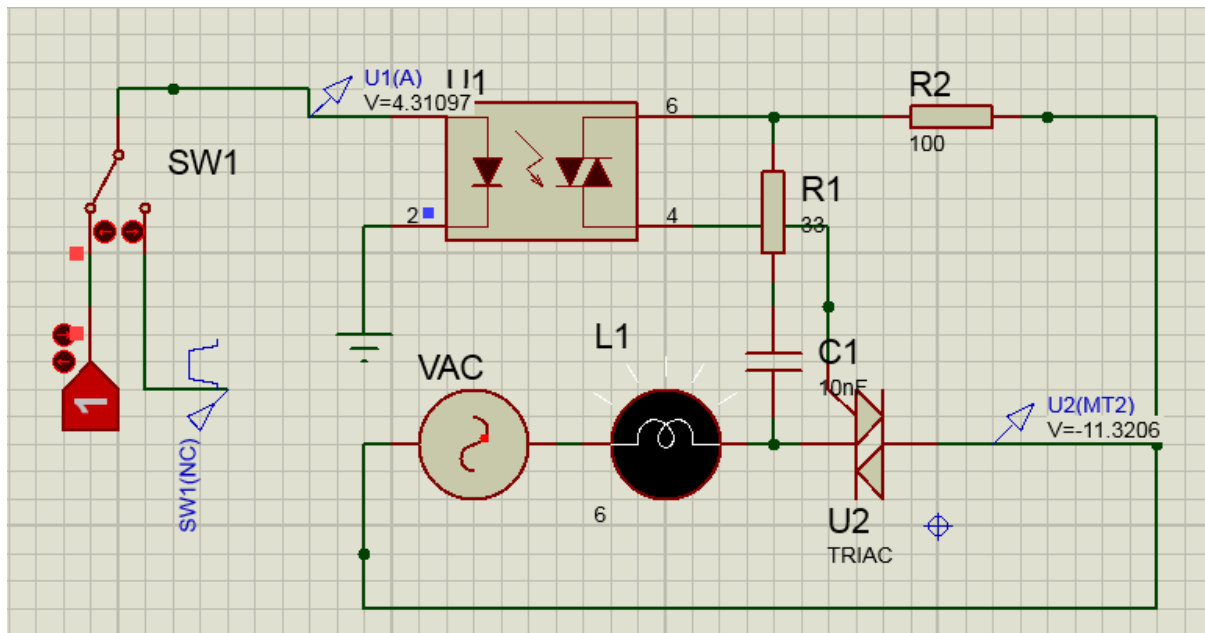 U1(A)
V=4.31097
U1
6
R2
100
SW1
R1
33
2
4
VAC
L1
C1
10nF
1
U2(MT2)
V=-11.3206
SW1(NC)
6
U2
TRIAC